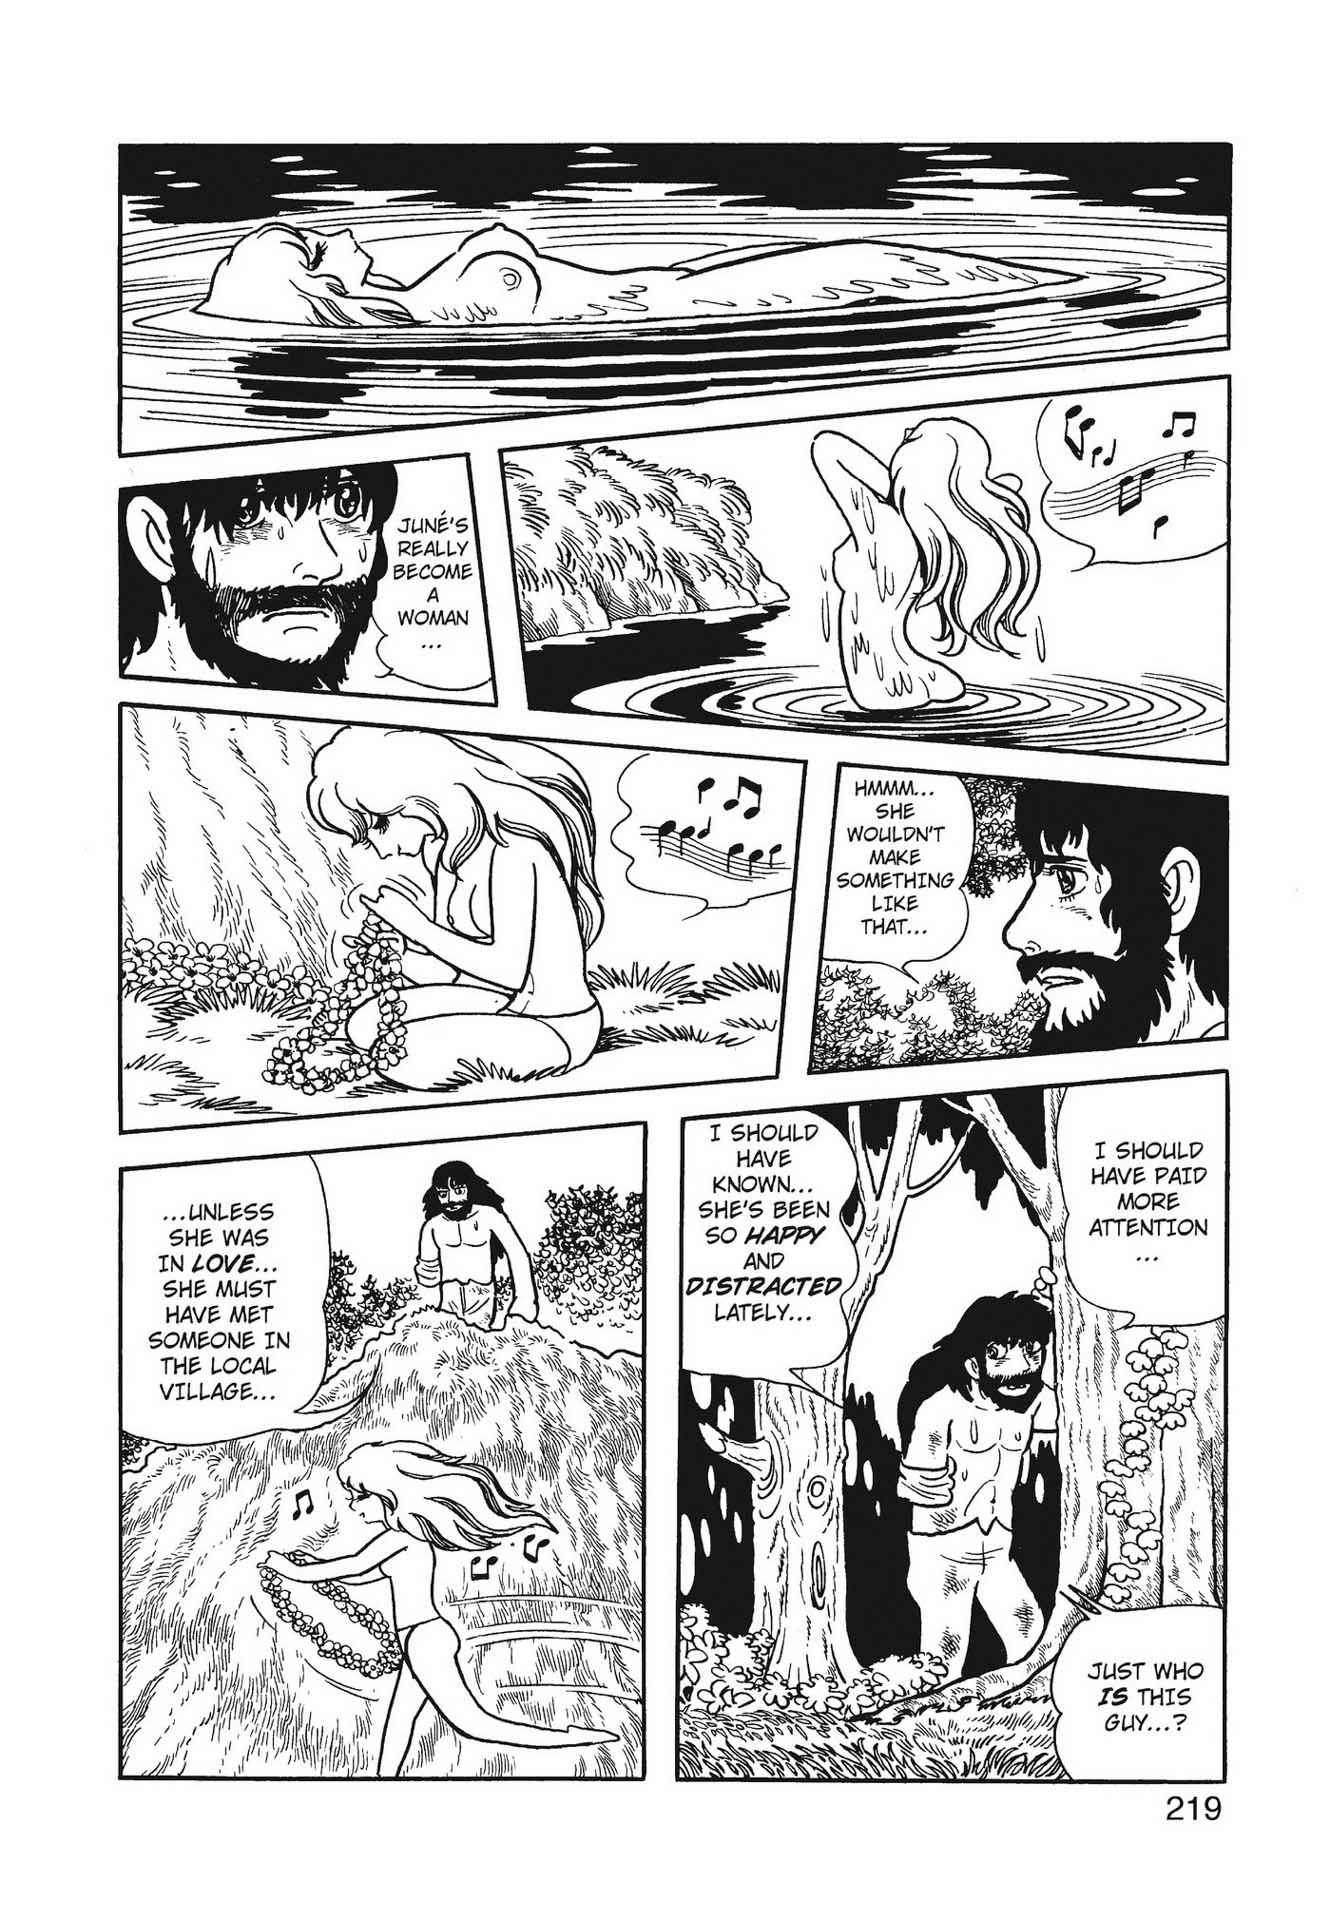 JUNÉ'S
REALLY
BECOME
A
WOMAN
...
HMMM...
SHE
WOULDN'T
MAKE
SOMETHING
LIKE
THAT...
...UNLESS
SHE WAS
IN LOVE...
SHE MUST
HAVE MET
SOMEONE IN
THE LOCAL
VILLAGE...
I SHOULD
HAVE
KNOWN...
SHE'S BEEN
SO HAPPY
AND
DISTRACTED
LATELY...
I SHOULD
HAVE PAID
MORE
ATTENTION
...
JUST WHO
IS THIS
GUY...?
219